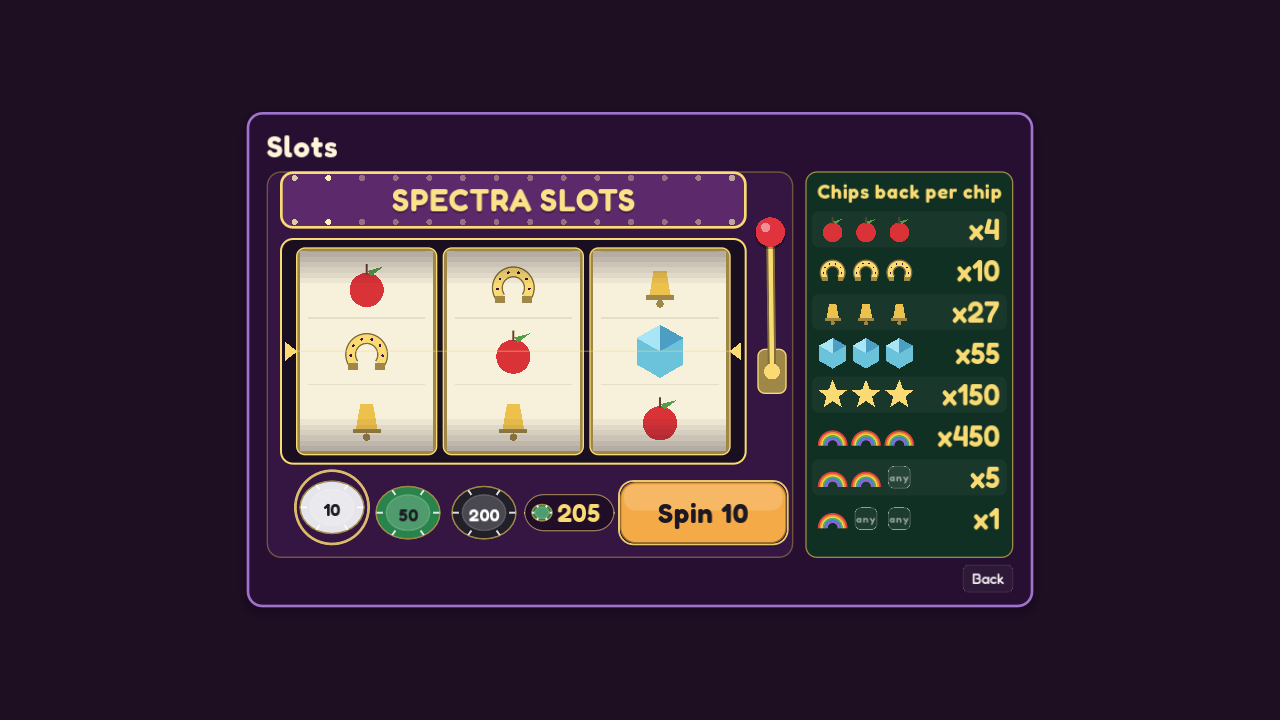 Slots
SPECTRA SLOTS
10
50
200
205
Spin 10
Chips back per chip
x4
x10
x27
x55
x150
x450
any
x5
any any
x1
Back